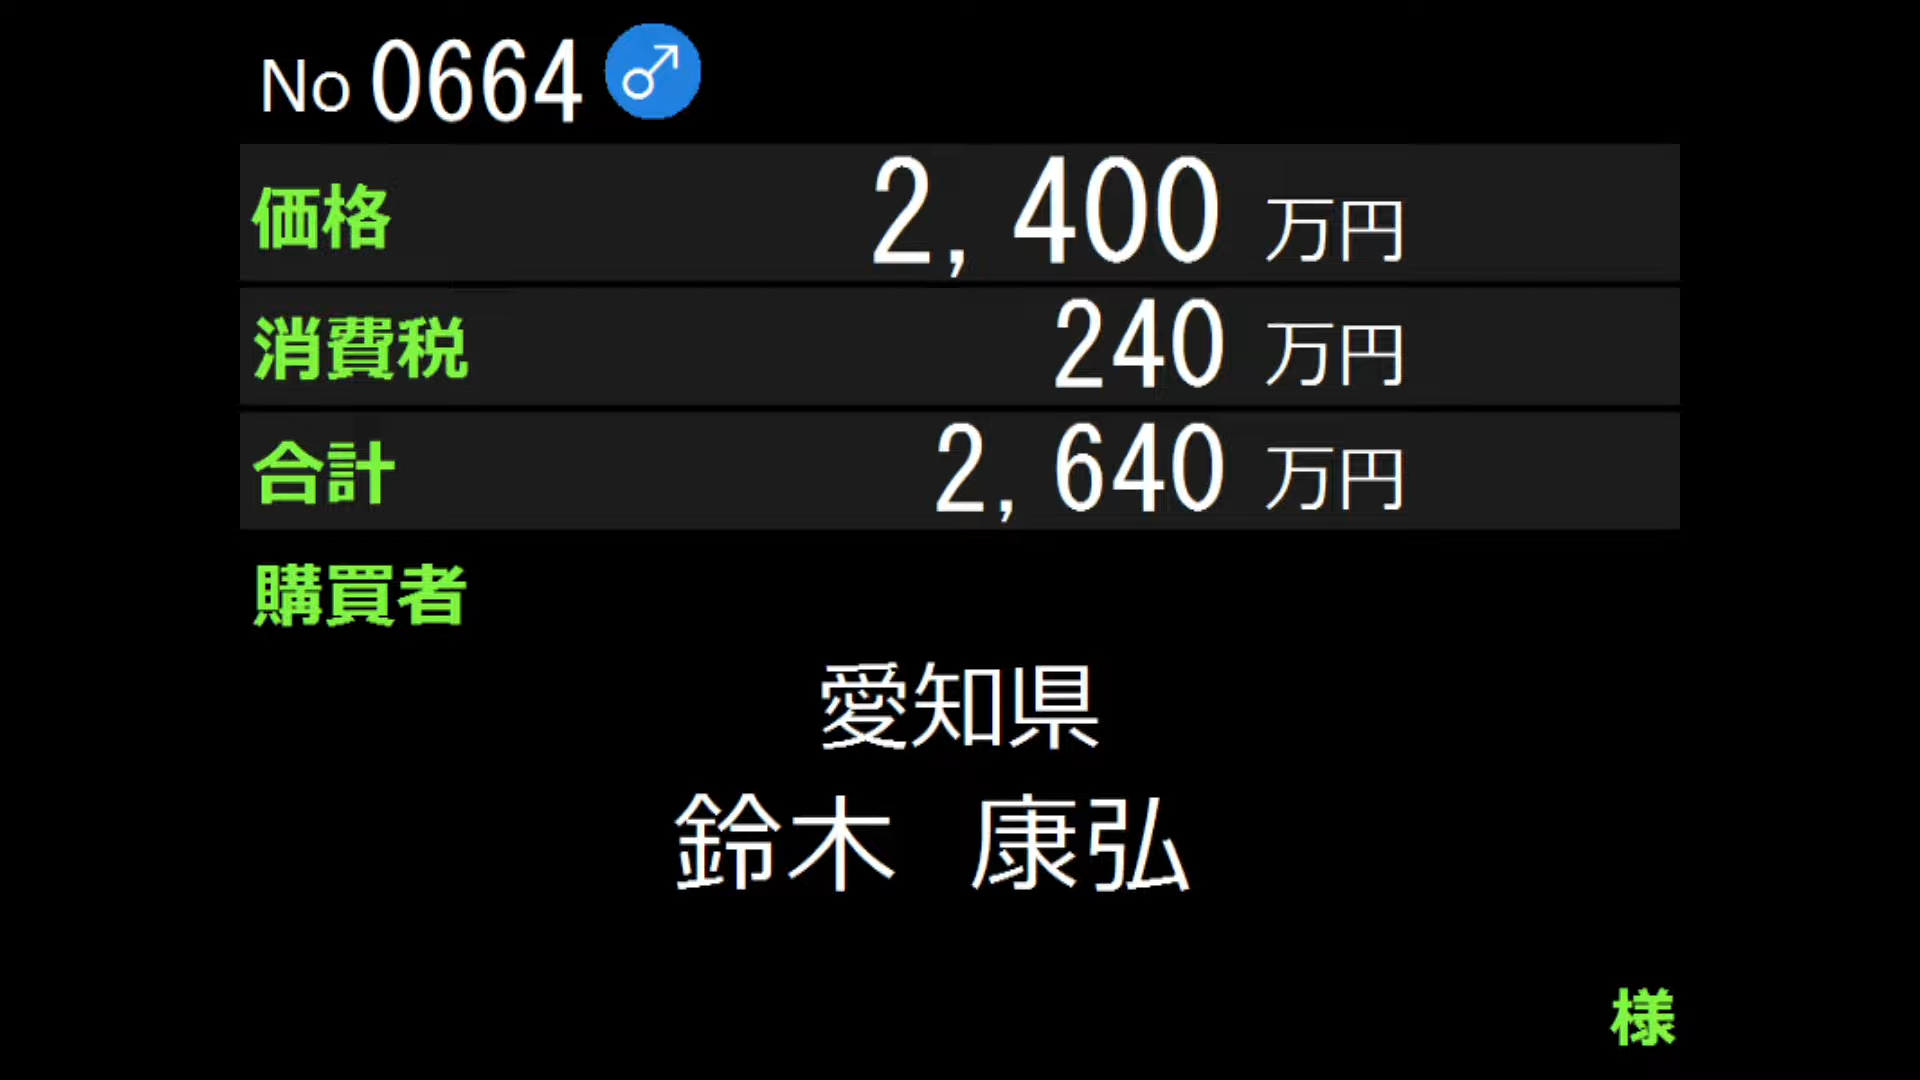 No 0664 ♂
価格 2,400 万円
消費税 240 万円
合計 2,640 万円
購買者
愛知県
鈴木 康弘
様